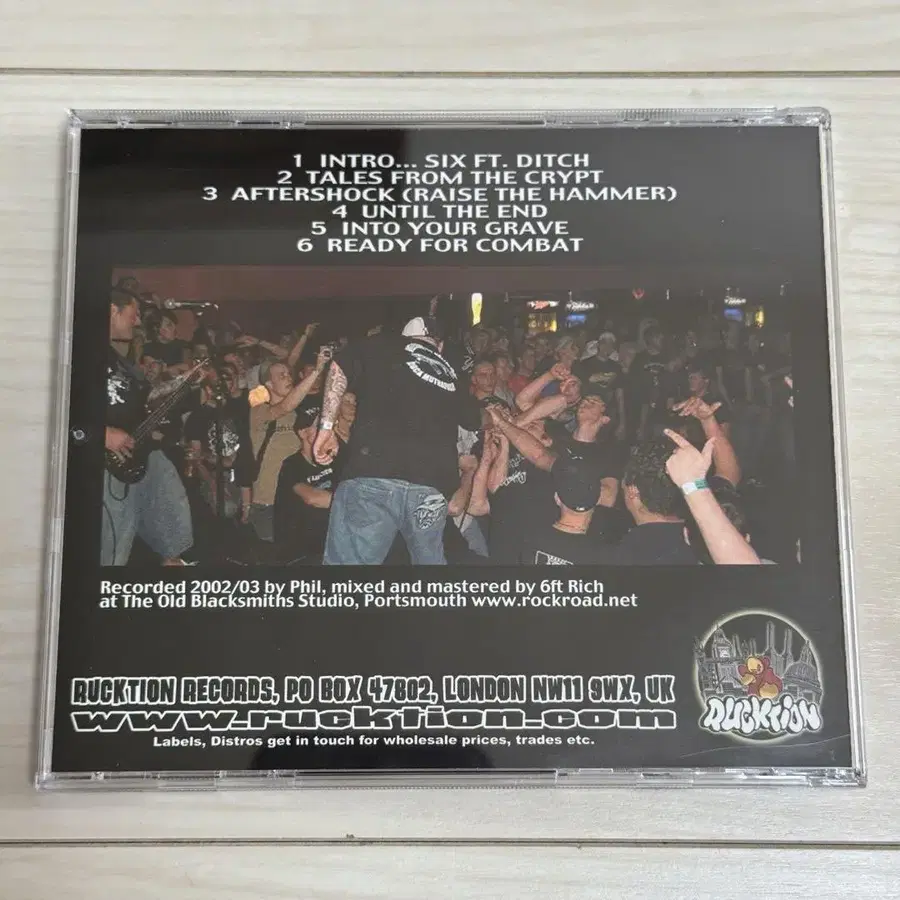 1 INTRO... SIX FT. DITCH
2 TALES FROM THE CRYPT
3 AFTERSHOCK (RAISE THE HAMMER)
4 UNTIL THE END
5 INTO YOUR GRAVE
6 READY FOR COMBAT
Recorded 2002/03 by Phil, mixed and mastered by 6ft Rich
at The Old Blacksmiths Studio, Portsmouth www.rockroad.net
RUCKTION RECORDS, PO BOX 47802, LONDON NW11 9WX, UK
www.rucktion.com
Labels, Distros get in touch for wholesale prices, trades etc.
RUCKTION